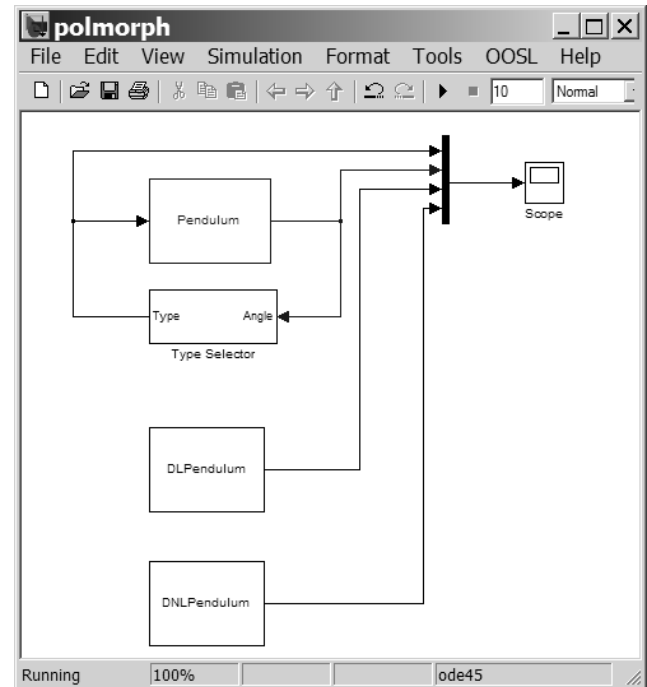 polmorph
File Edit View Simulation Format Tools OOSL Help
10 Normal
Pendulum
Scope
Type Angle
Type Selector
DLPendulum
DNLPendulum
Running 100% ode45